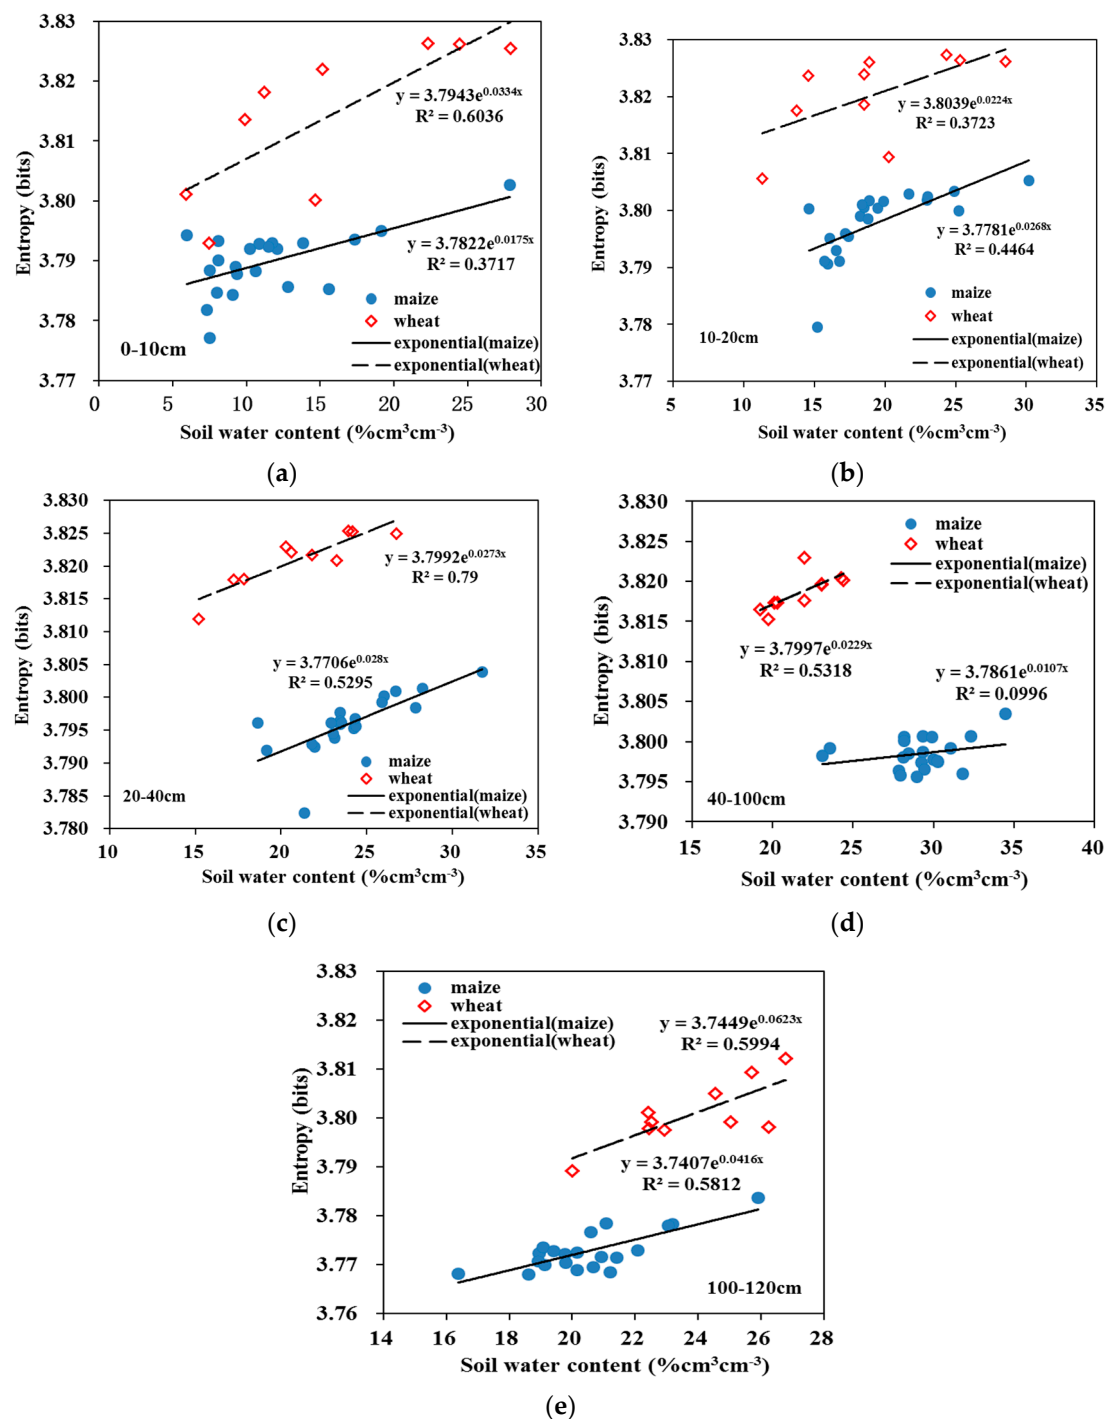 3.83
3.82
3.81
3.80
3.79
3.78
3.77
Entropy (bits)
y = 3.7943e^0.0334x
R² = 0.6036
y = 3.7822e^0.0175x
R² = 0.3717
maize
wheat
exponential(maize)
exponential(wheat)
0-10cm
0 5 10 15 20 25 30
Soil water content (%cm³cm⁻³)
(a)
3.83
3.82
3.81
3.80
3.79
3.78
3.77
Entropy (bits)
y = 3.8039e^0.0224x
R² = 0.3723
y = 3.7781e^0.0268x
R² = 0.4464
maize
wheat
exponential(maize)
exponential(wheat)
10-20cm
5 10 15 20 25 30 35
Soil water content (%cm³cm⁻³)
(b)
3.830
3.825
3.820
3.815
3.810
3.805
3.800
3.795
3.790
3.785
3.780
Entropy (bits)
y = 3.7992e^0.0273x
R² = 0.79
y = 3.7706e^0.028x
R² = 0.5295
maize
wheat
exponential(maize)
exponential(wheat)
20-40cm
10 15 20 25 30 35
Soil water content (%cm³cm⁻³)
(c)
3.830
3.825
3.820
3.815
3.810
3.805
3.800
3.795
3.790
Entropy (bits)
maize
wheat
exponential(maize)
exponential(wheat)
y = 3.7997e^0.0229x
R² = 0.5318
y = 3.7861e^0.0107x
R² = 0.0996
40-100cm
15 20 25 30 35 40
Soil water content (%cm³cm⁻³)
(d)
3.83
3.82
3.81
3.80
3.79
3.78
3.77
3.76
Entropy (bits)
maize
wheat
exponential(maize)
exponential(wheat)
y = 3.7449e^0.0623x
R² = 0.5994
y = 3.7407e^0.0416x
R² = 0.5812
100-120cm
14 16 18 20 22 24 26 28
Soil water content (%cm³cm⁻³)
(e)